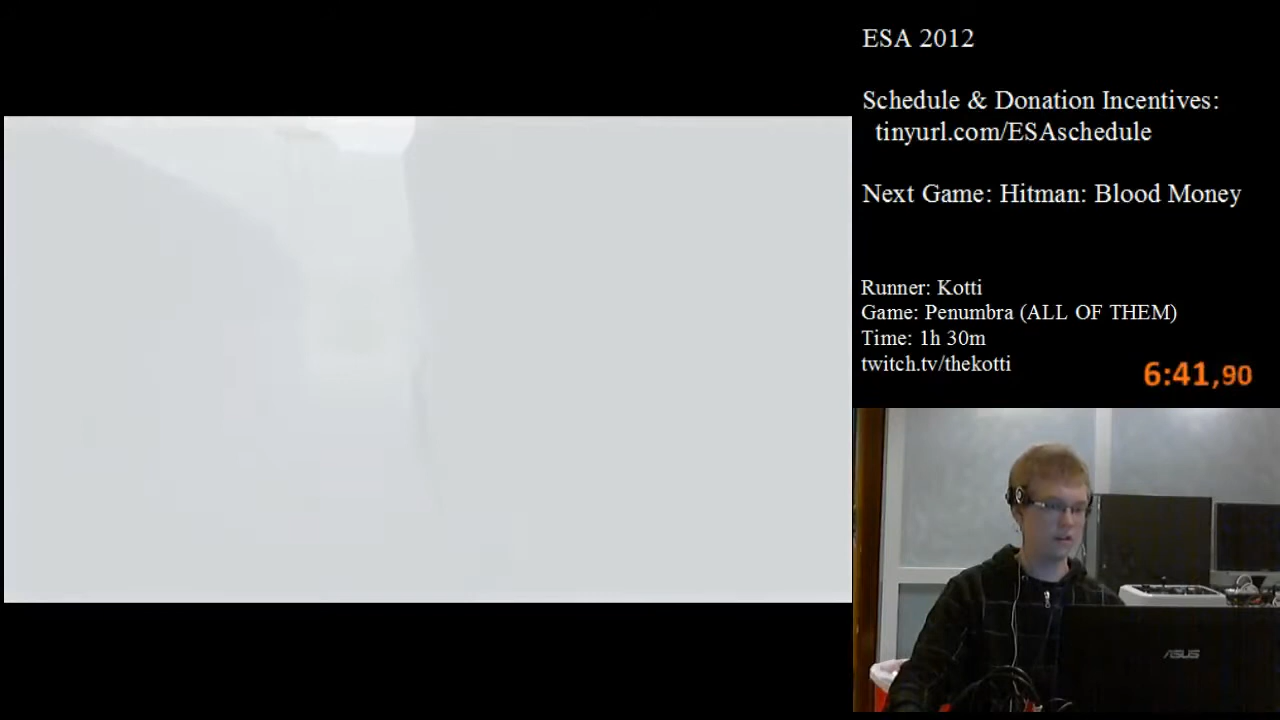 ESA 2012
Schedule & Donation Incentives:
tinyurl.com/ESAschedule
Next Game: Hitman: Blood Money
Runner: Kotti
Game: Penumbra (ALL OF THEM)
Time: 1h 30m
twitch.tv/thekotti
6:41,90
ASUS